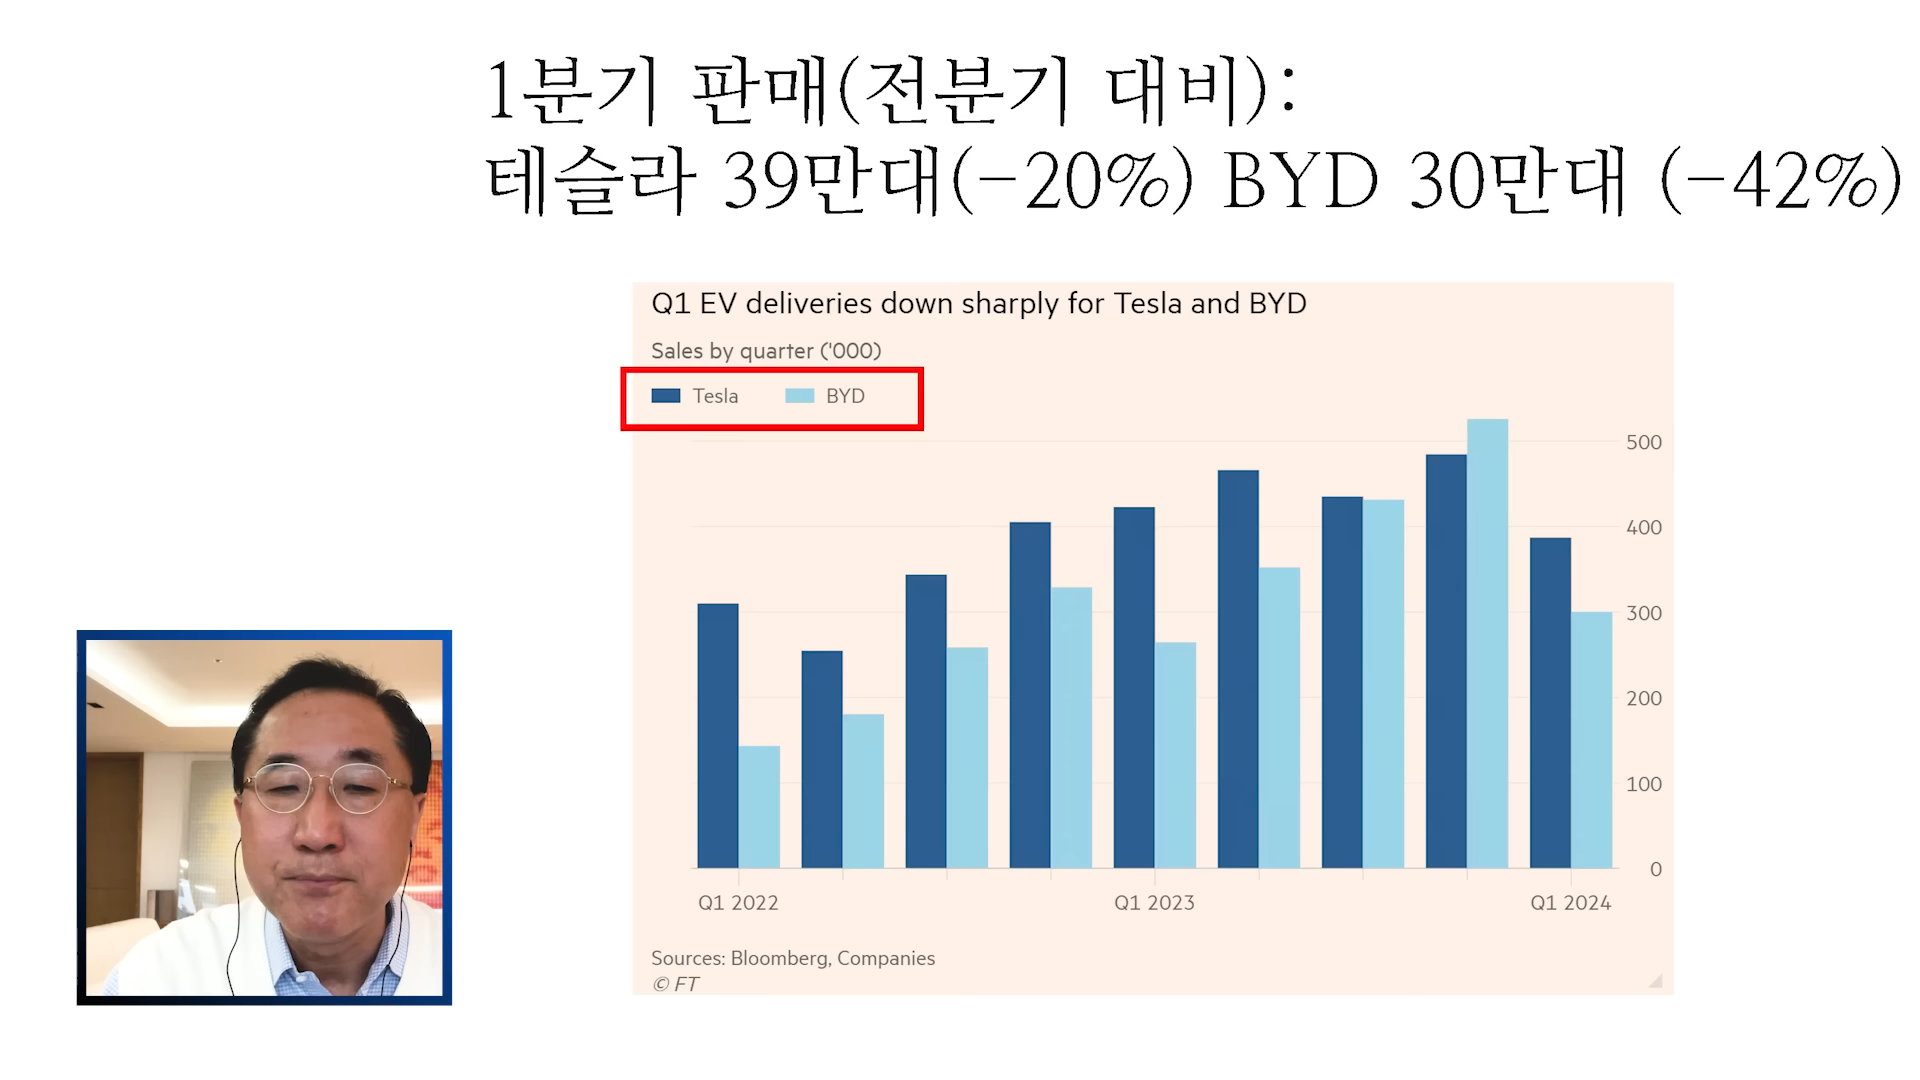 1분기 판매(전분기 대비):
테슬라 39만대(-20%) BYD 30만대 (-42%)
Q1 EV deliveries down sharply for Tesla and BYD
Sales by quarter ('000)
Tesla BYD
500
400
300
200
100
0
Q1 2022 Q1 2023 Q1 2024
Sources: Bloomberg, Companies
© FT